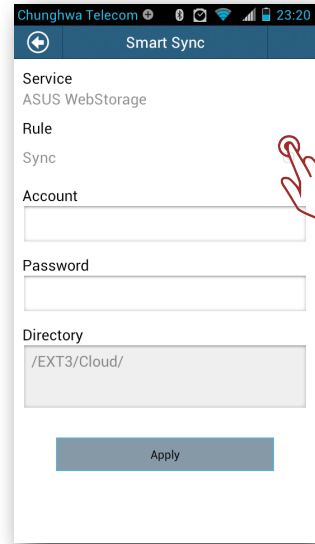 Chunghwa Telecom 23:20
Smart Sync
Service
ASUS WebStorage
Rule
Sync
Account
Password
Directory
/EXT3/Cloud/
Apply